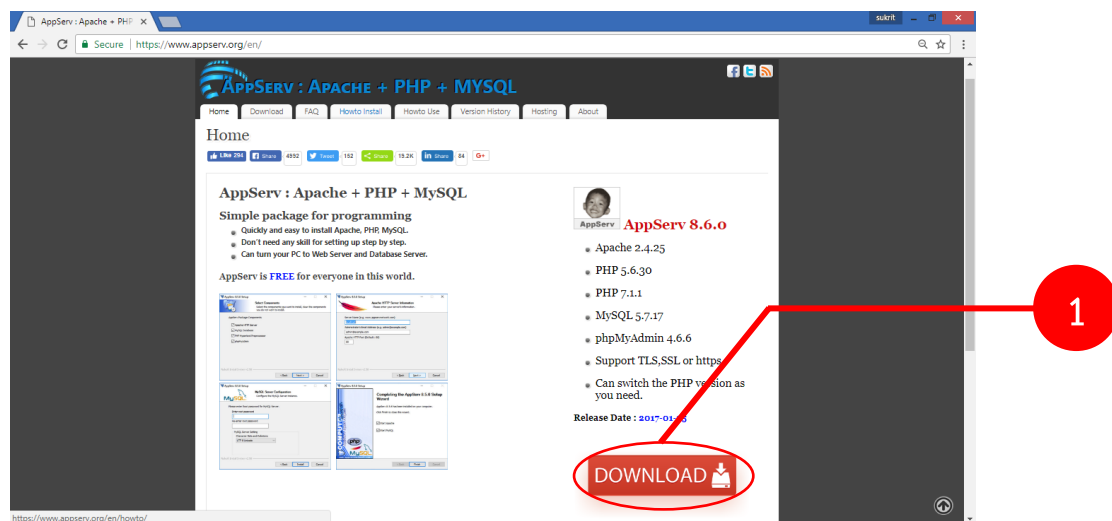 AppServ : Apache + PHP
sukrit
Secure
https://www.appserv.org/en/
APPSERV : APACHE + PHP + MYSQL
Home
Download
FAQ
Howto Install
Howto Use
Version History
Hosting
About
Home
Like 294
Share
4992
Tweet
152
Share
19.2K
in Share
84
G+
AppServ : Apache + PHP + MySQL
Simple package for programming
Quickly and easy to install Apache, PHP, MySQL.
Don't need any skill for setting up step by step.
Can turn your PC to Web Server and Database Server.
AppServ is FREE for everyone in this world.
AppServ
AppServ 8.6.0
Apache 2.4.25
PHP 5.6.30
PHP 7.1.1
MySQL 5.7.17
phpMyAdmin 4.6.6
Support TLS,SSL or https
Can switch the PHP version as
you need.
Release Date : 2017-01-
DOWNLOAD
1
https://www.appserv.org/en/howto/